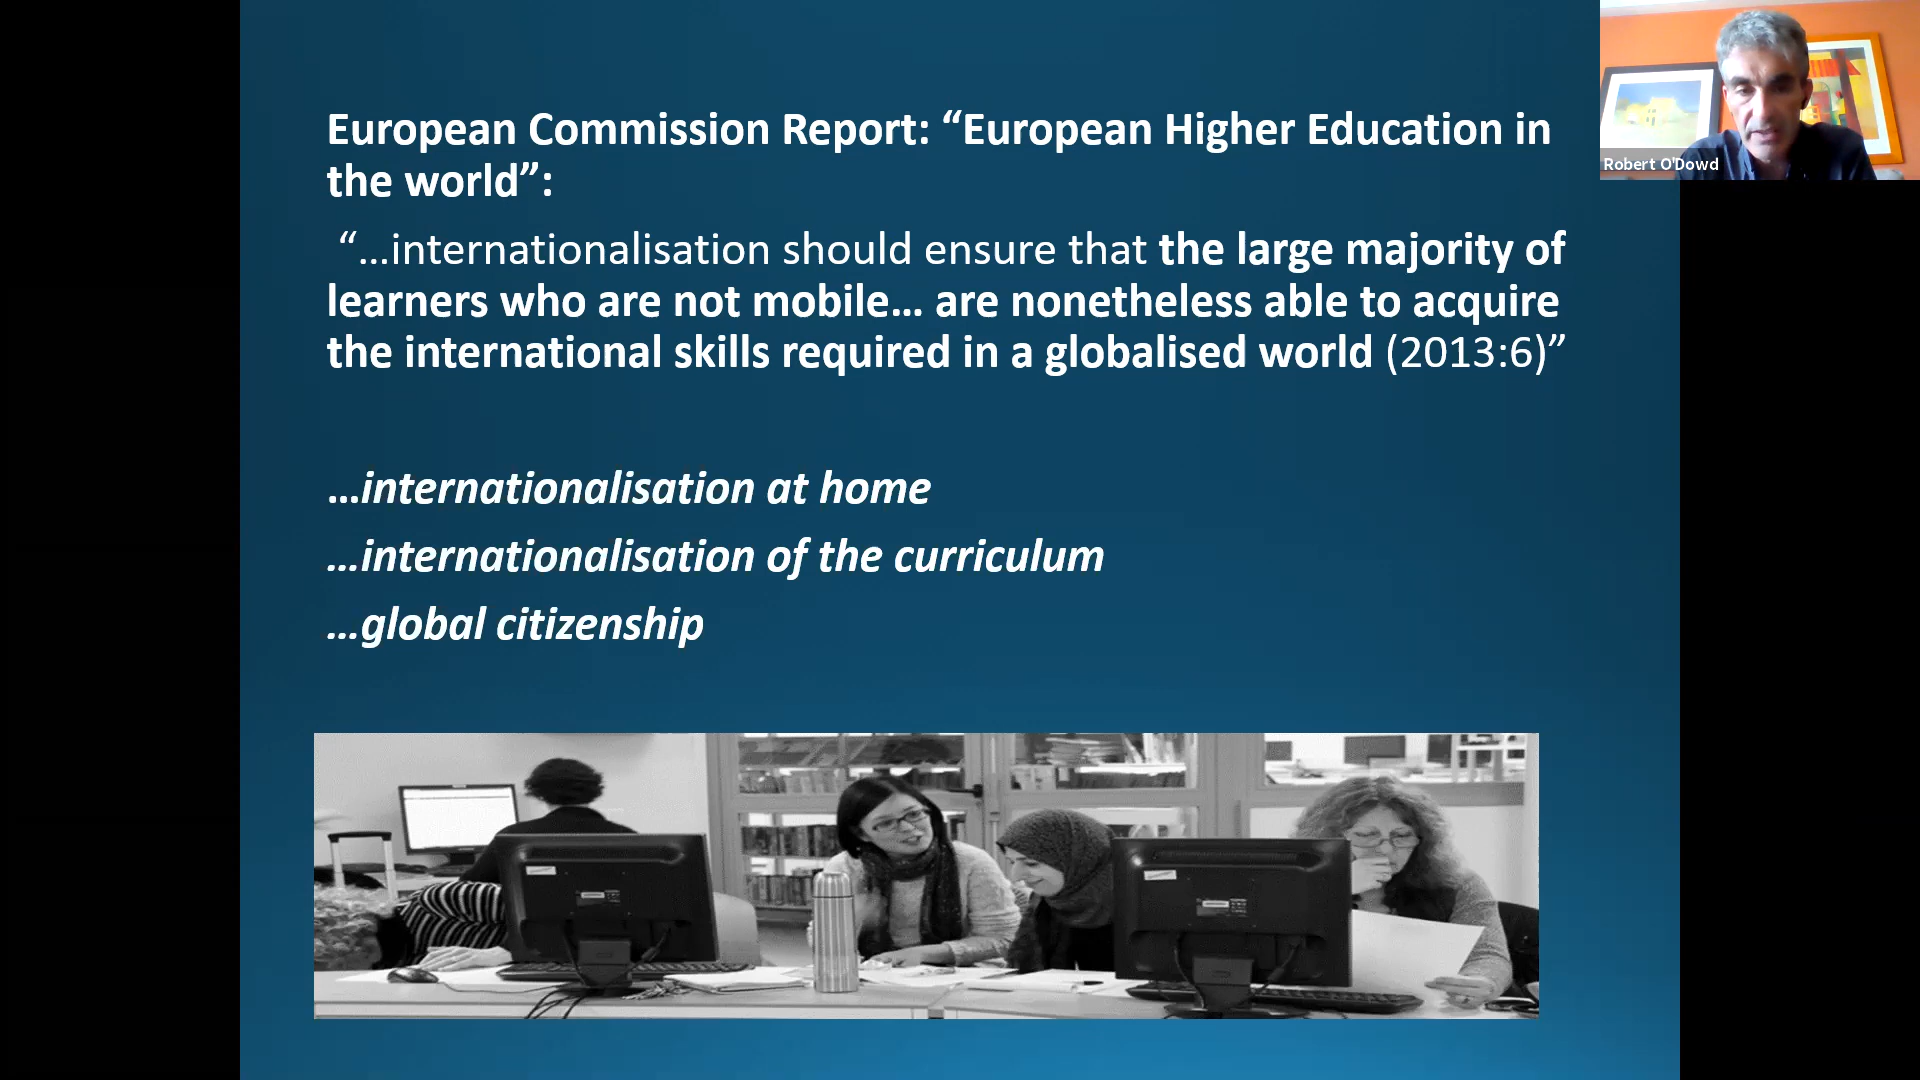 European Commission Report: “European Higher Education in
the world”:
“...internationalisation should ensure that the large majority of
learners who are not mobile... are nonetheless able to acquire
the international skills required in a globalised world (2013:6)”
...internationalisation at home
...internationalisation of the curriculum
...global citizenship
Robert O'Dowd